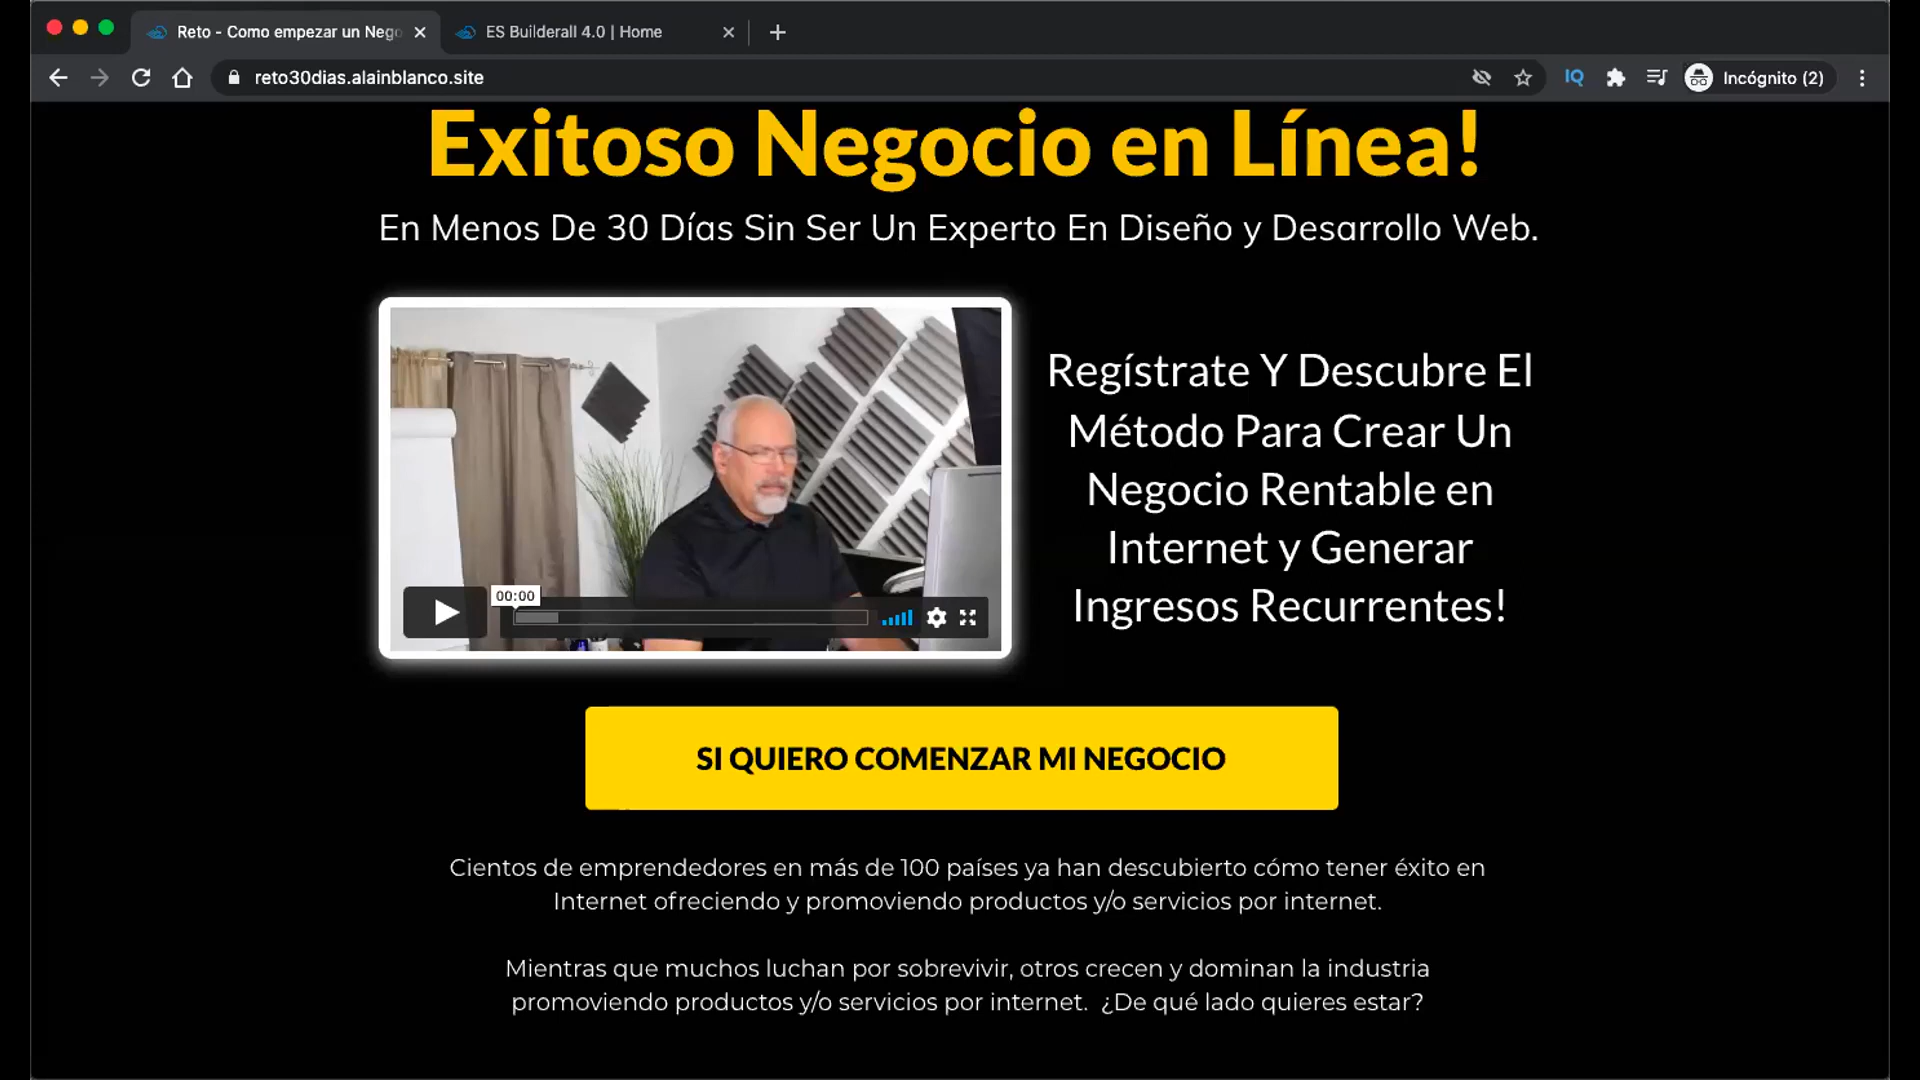 Reto - Como empezar un Nego
ES Builderall 4.0 | Home
reto30dias.alainblanco.site
IQ
Incógnito (2)
Exitoso Negocio en Línea!
En Menos De 30 Días Sin Ser Un Experto En Diseño y Desarrollo Web.
00:00
Regístrate Y Descubre El
Método Para Crear Un
Negocio Rentable en
Internet y Generar
Ingresos Recurrentes!
SI QUIERO COMENZAR MI NEGOCIO
Cientos de emprendedores en más de 100 países ya han descubierto cómo tener éxito en
Internet ofreciendo y promoviendo productos y/o servicios por internet.
Mientras que muchos luchan por sobrevivir, otros crecen y dominan la industria
promoviendo productos y/o servicios por internet.  ¿De qué lado quieres estar?